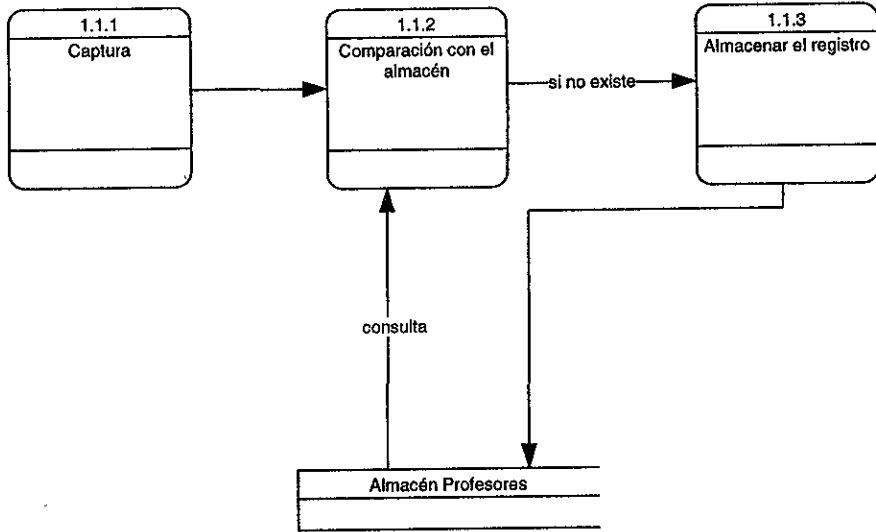 1.1.1
Captura
1.1.2
Comparación con el
almacén
si no existe
1.1.3
Almacenar el registro
consulta
Almacén Profesores